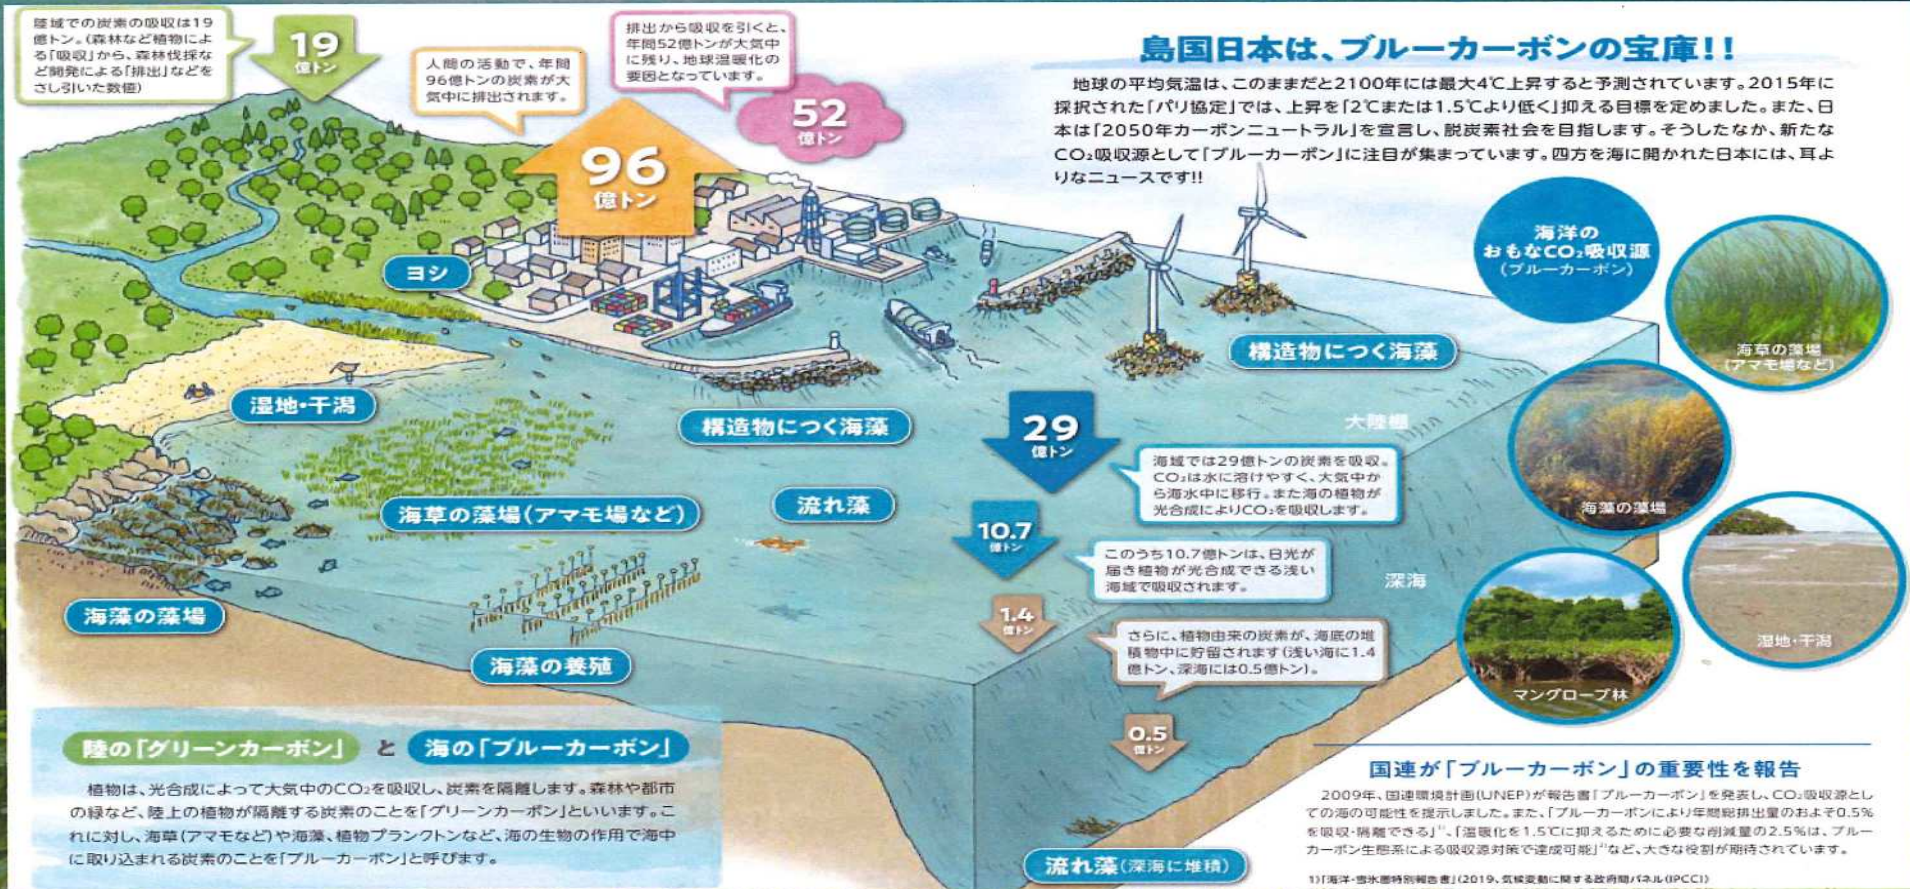 陸域での炭素の吸収は19
億トン。(森林など植物によ
る「吸収」から、森林伐採な
ど開発による「排出」などを
さし引いた数値)
19
億トン
人間の活動で、年間
96億トンの炭素が大
気中に排出されます。
96
億トン
排出から吸収を引くと、
年間52億トンが大気中
に残り、地球温暖化の
要因となっています。
52
億トン
島国日本は、ブルーカーボンの宝庫!!
地球の平均気温は、このままだと2100年には最大4℃上昇すると予測されています。2015年に
採択された「パリ協定」では、上昇を「2℃または1.5℃より低く」抑える目標を定めました。また、日
本は「2050年カーボンニュートラル」を宣言し、脱炭素社会を目指します。そうしたなか、新たな
CO₂吸収源として「ブルーカーボン」に注目が集まっています。四方を海に開かれた日本には、耳よ
りなニュースです!!
海洋の
おもなCO₂吸収源
(ブルーカーボン)
海草の藻場
(アマモ場など)
海藻の藻場
湿地・干潟
マングローブ林
ヨシ
湿地・干潟
構造物につく海藻
構造物につく海藻
海草の藻場(アマモ場など)
流れ藻
海藻の藻場
海藻の養殖
大陸棚
深海
29
億トン
海域では29億トンの炭素を吸収。
CO₂は水に溶けやすく、大気中か
ら海水中に移行。また海の植物が
光合成によりCO₂を吸収します。
10.7
億トン
このうち10.7億トンは、日光が
届き植物が光合成できる浅い
海域で吸収されます。
1.4
億トン
さらに、植物由来の炭素が、海底の堆
積物中に貯留されます(浅い海に1.4
億トン、深海には0.5億トン)。
0.5
億トン
流れ藻(深海に堆積)
陸の「グリーンカーボン」 と 海の「ブルーカーボン」
植物は、光合成によって大気中のCO₂を吸収し、炭素を隔離します。森林や都市
の緑など、陸上の植物が隔離する炭素のことを「グリーンカーボン」といいます。こ
れに対し、海草(アマモなど)や海藻、植物プランクトンなど、海の生物の作用で海中
に取り込まれる炭素のことを「ブルーカーボン」と呼びます。
国連が「ブルーカーボン」の重要性を報告
2009年、国連環境計画(UNEP)が報告書「ブルーカーボン」を発表し、CO₂吸収源とし
ての海の可能性を提示しました。また、「ブルーカーボンにより年間総排出量のおよそ0.5%
を吸収・隔離できる」¹⁾、「温暖化を1.5℃に抑えるために必要な削減量の2.5%は、ブルー
カーボン生態系による吸収源対策で達成可能」²⁾など、大きな役割が期待されています。
1)「海洋・雪氷圏特別報告書」(2019、気候変動に関する政府間パネル(IPCC))